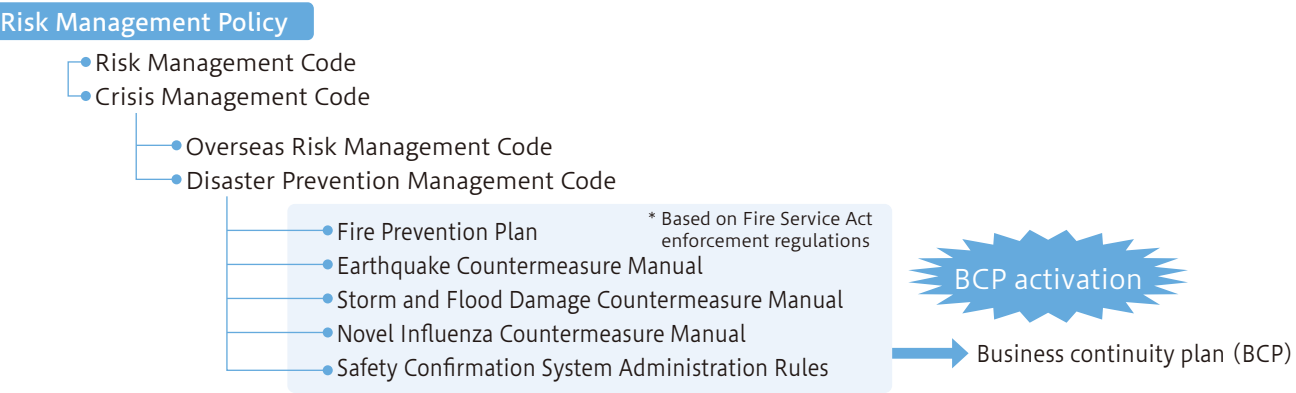 Risk Management Policy
Risk Management Code
Crisis Management Code
Overseas Risk Management Code
Disaster Prevention Management Code
Fire Prevention Plan
* Based on Fire Service Act
enforcement regulations
Earthquake Countermeasure Manual
Storm and Flood Damage Countermeasure Manual
Novel Influenza Countermeasure Manual
Safety Confirmation System Administration Rules
BCP activation
Business continuity plan (BCP)